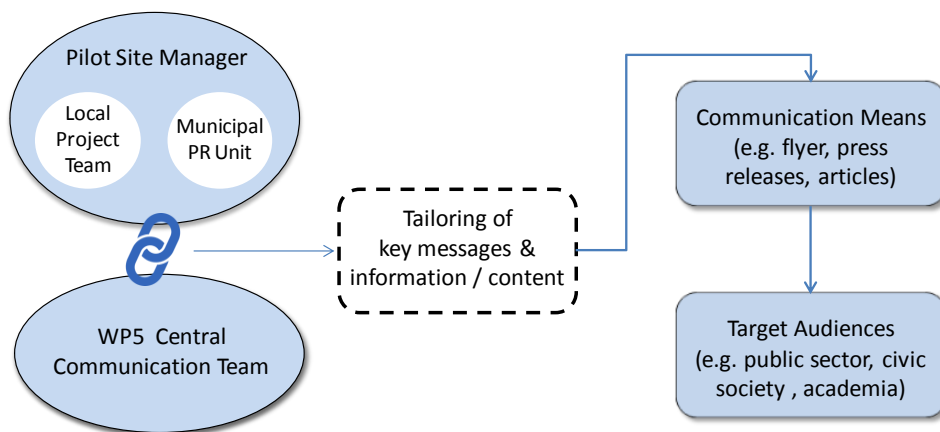 Pilot Site Manager
Local
Project
Team
Municipal
PR Unit
WP5 Central
Communication Team
Tailoring of
key messages &
information / content
Communication Means
(e.g. flyer, press
releases, articles)
Target Audiences
(e.g. public sector, civic
society , academia)